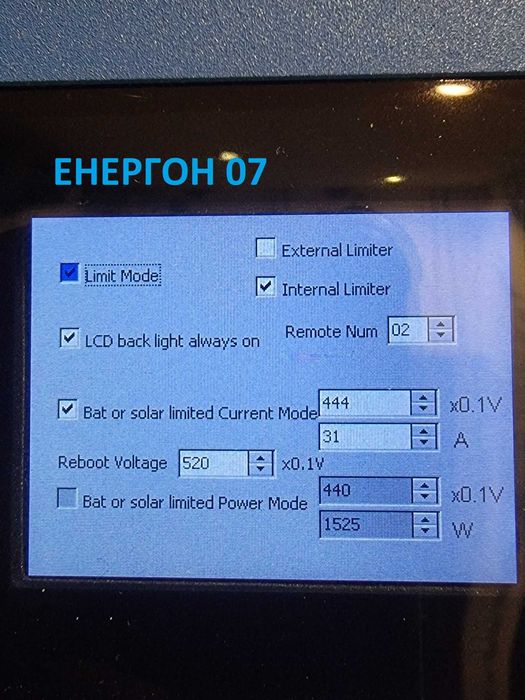 ЕНЕРГОН 07
External Limiter
Limit Mode
Internal Limiter
LCD back light always on
Remote Num 02
Bat or solar limited Current Mode 444 x0.1V
31 A
Reboot Voltage 520 x0.1V
440 x0.1V
Bat or solar limited Power Mode
1525 W